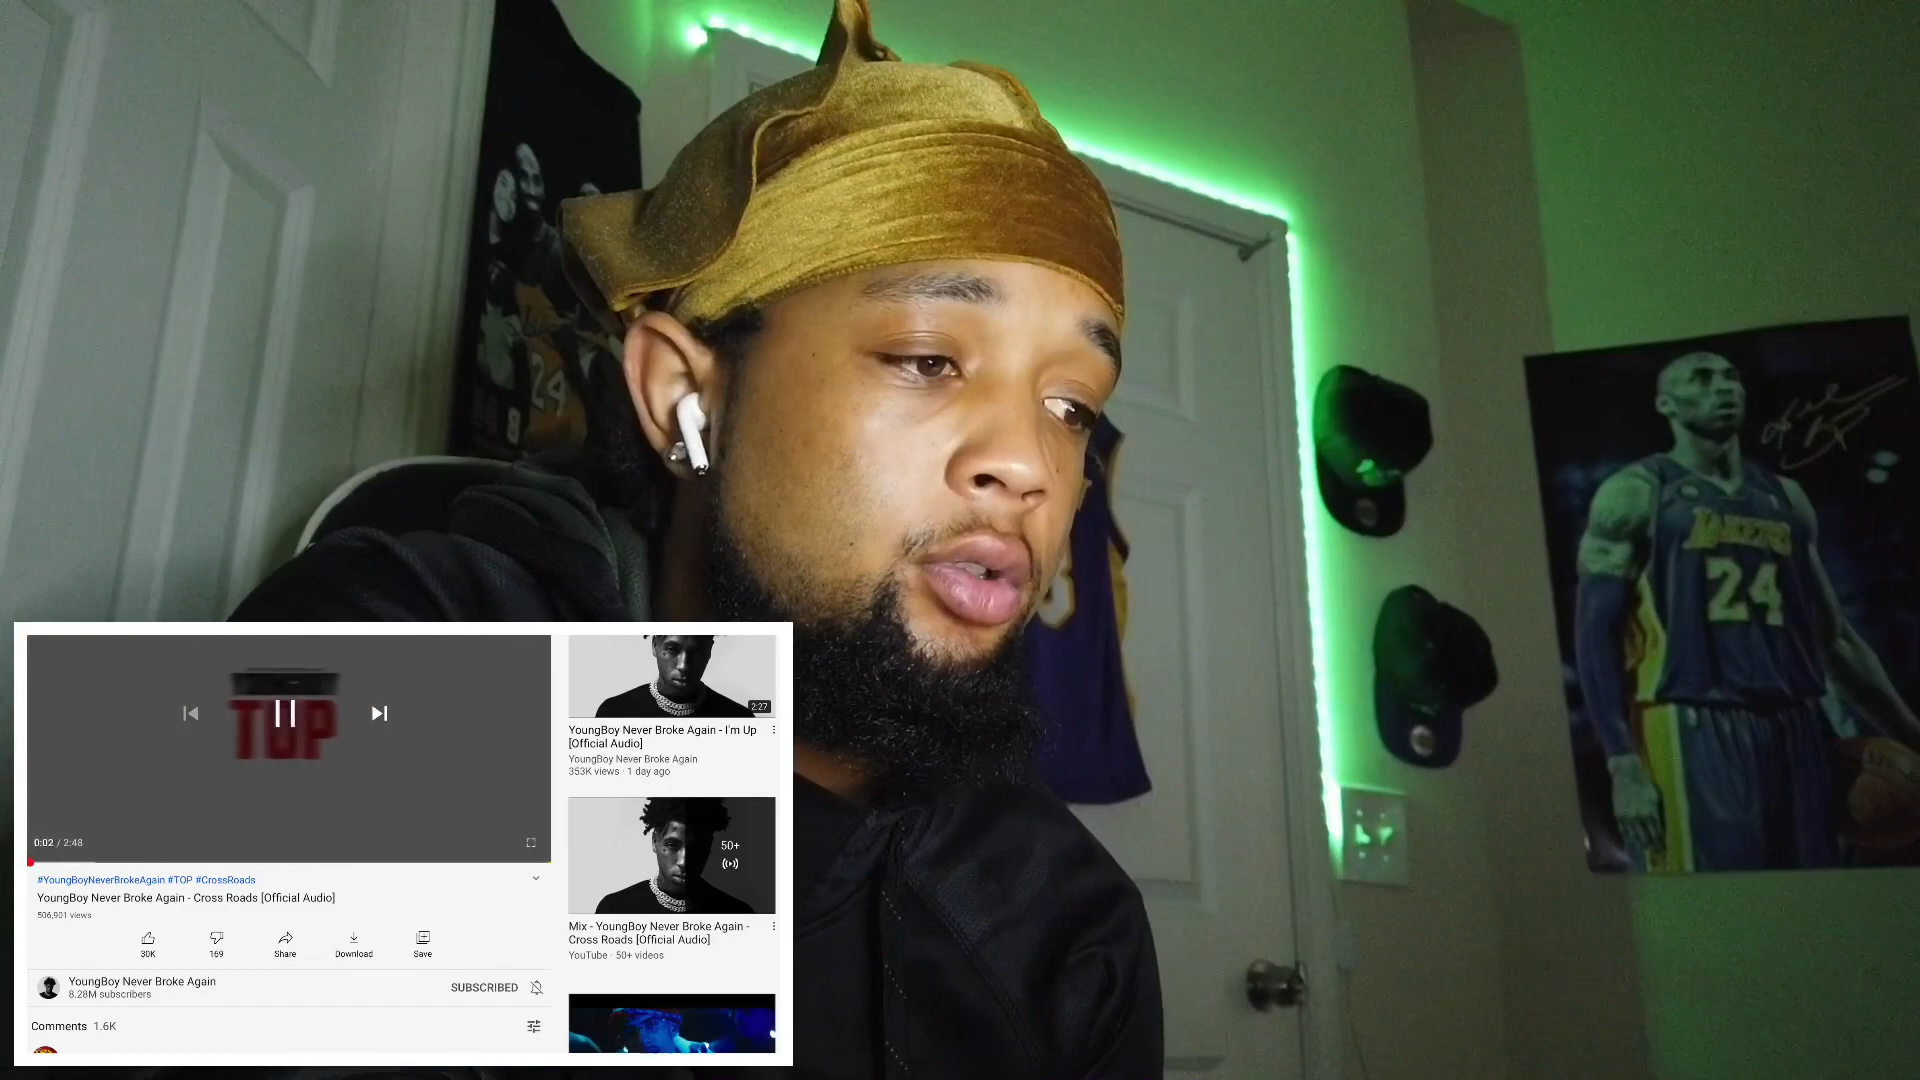 24
8
LAKERS
24
TOP
0:02 / 2:48
#YoungBoyNeverBrokeAgain #TOP #CrossRoads
YoungBoy Never Broke Again - Cross Roads [Official Audio]
506,901 views
30K
169
Share
Download
Save
YoungBoy Never Broke Again
8.28M subscribers
SUBSCRIBED
Comments 1.6K
2:27
YoungBoy Never Broke Again - I'm Up
[Official Audio]
YoungBoy Never Broke Again
353K views · 1 day ago
50+
Mix - YoungBoy Never Broke Again -
Cross Roads [Official Audio]
YouTube · 50+ videos